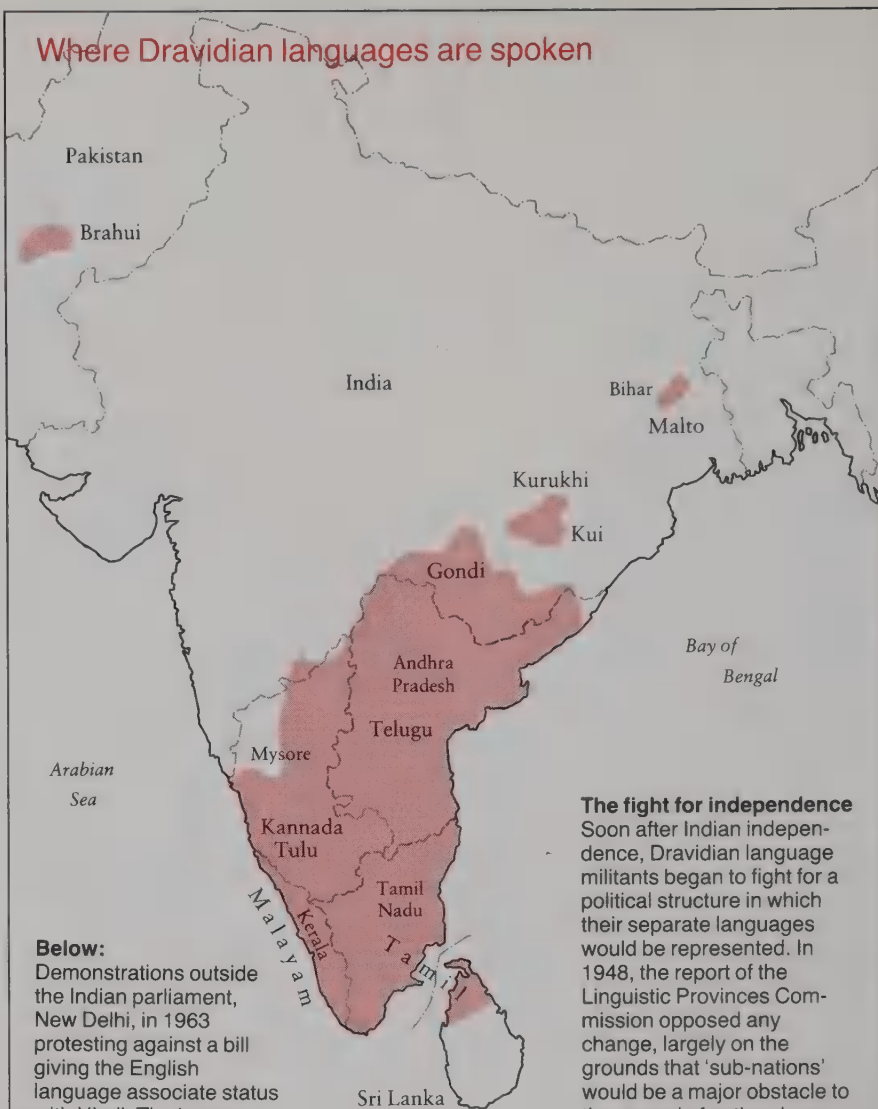 Where Dravidian languages are spoken
Pakistan
Brahui
India
Bihar
Malto
Kurukhi
Kui
Gondi
Andhra
Pradesh
Telugu
Bay of
Bengal
Mysore
Arabian
Sea
Kannada
Tulu
Tamil
Nadu
Kerala
Malayam
Tamil
Sri Lanka
Below:
Demonstrations outside
the Indian parliament,
New Delhi, in 1963
protesting against a bill
giving the English
language associate status
The fight for independence
Soon after Indian indepen-
dence, Dravidian language
militants began to fight for a
political structure in which
their separate languages
would be represented. In
1948, the report of the
Linguistic Provinces Com-
mission opposed any
change, largely on the
grounds that 'sub-nations'
would be a major obstacle to